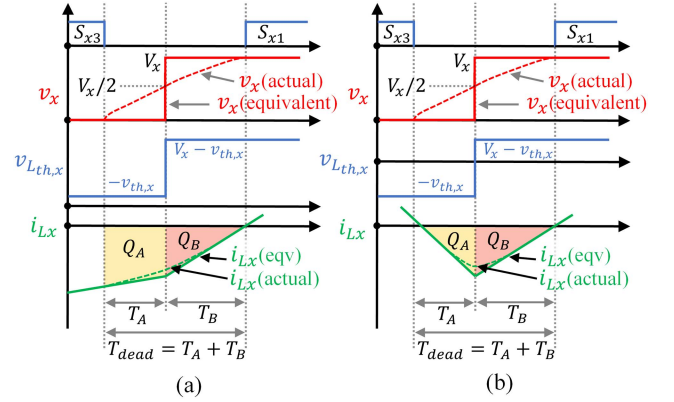 S_{x3} S_{x1}
V_x
V_x/2
v_x(actual)
v_x v_x(equivalent)
V_x − v_{th,x}
v_{L_{th,x}} −v_{th,x}
i_{Lx}
Q_A Q_B
i_{Lx}(eqv)
i_{Lx}(actual)
T_A T_B
T_{dead} = T_A + T_B
(a)
S_{x3} S_{x1}
V_x
V_x/2
v_x(actual)
v_x v_x(equivalent)
V_x − v_{th,x}
v_{L_{th,x}} −v_{th,x}
i_{Lx}
Q_A Q_B
i_{Lx}(eqv)
i_{Lx}(actual)
T_A T_B
T_{dead} = T_A + T_B
(b)